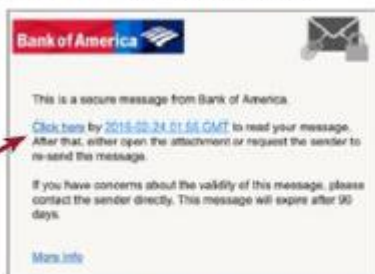 Bank of America
This is a secure message from Bank of America.
Click here by 2016-02-24 01:55 GMT to read your message.
After that, either open the attachment or request the sender to
re-send the message.
If you have concerns about the validity of this message, please
contact the sender directly. This message will expire after 90
days.
More info